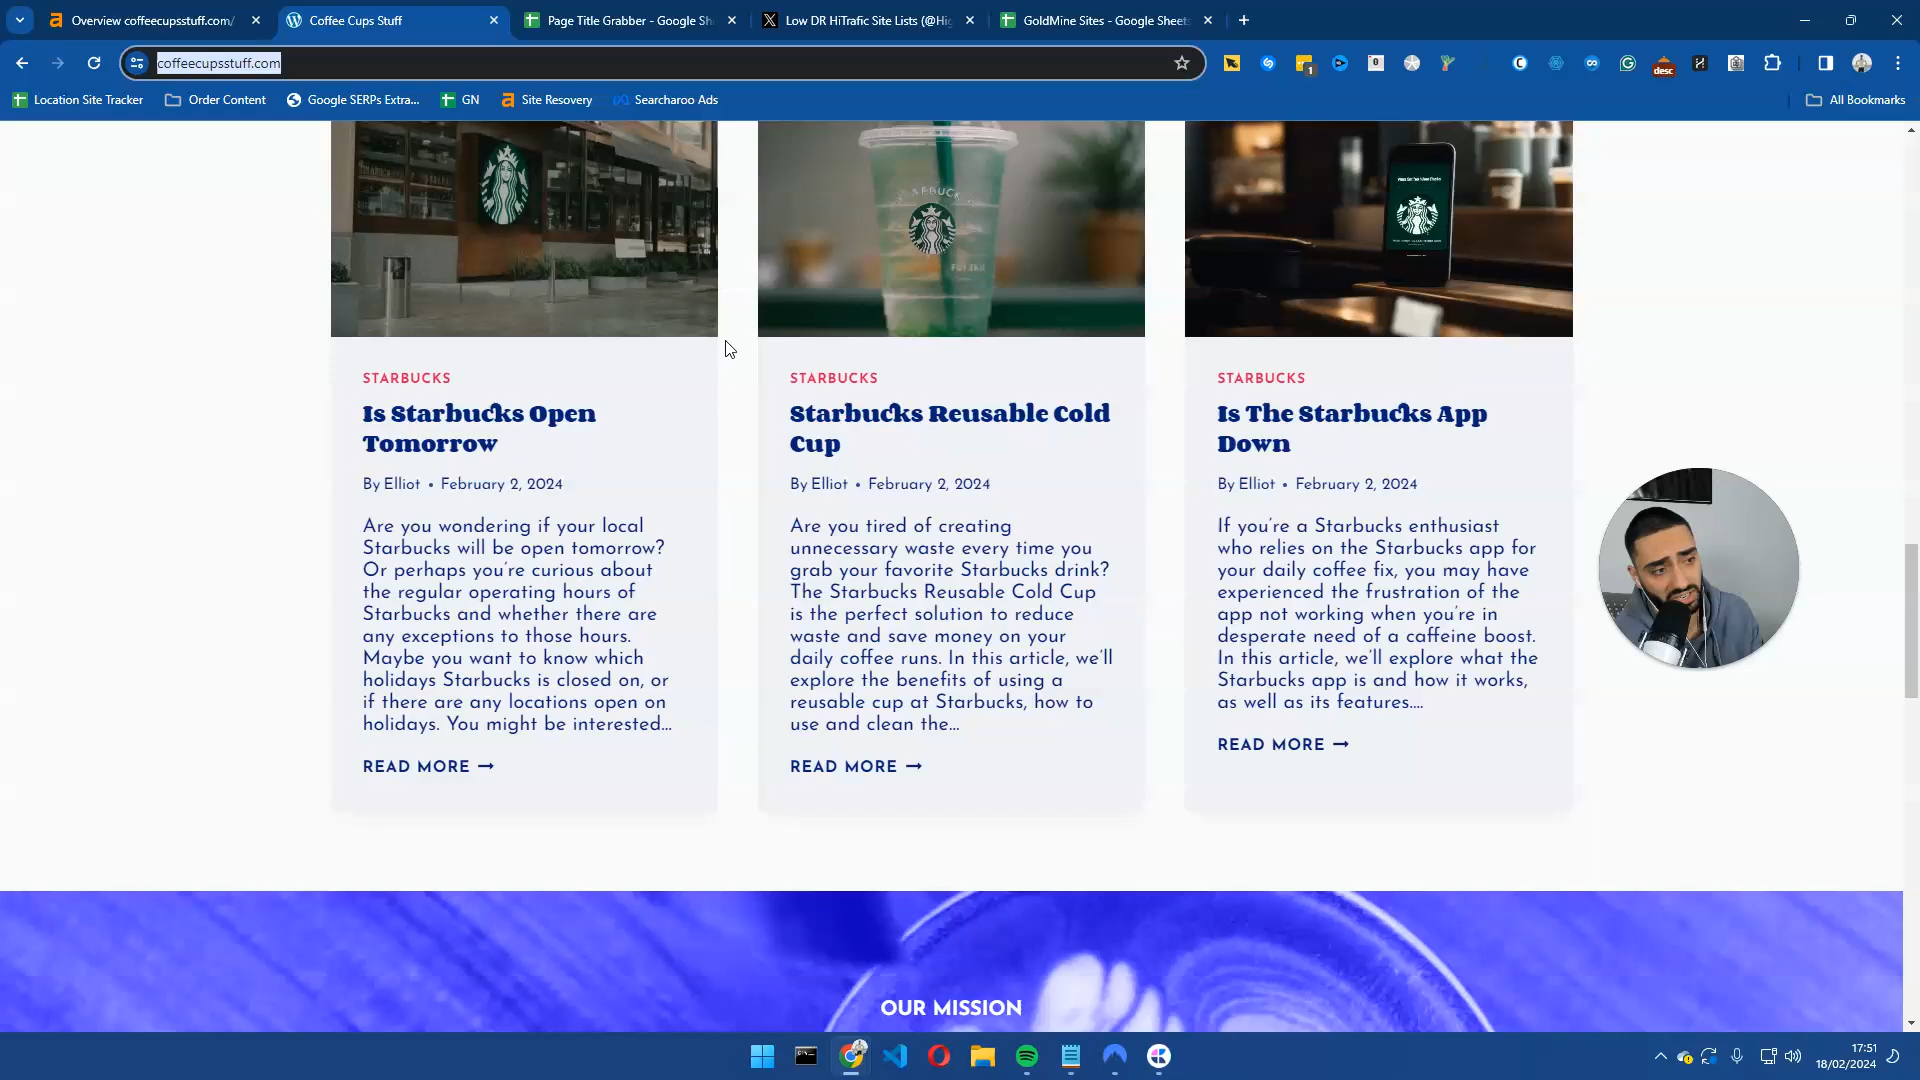 Overview coffeecupsstuff.com/
Coffee Cups Stuff
Page Title Grabber - Google Sh
Low DR HiTrafic Site Lists (@Hig
GoldMine Sites - Google Sheets
coffeecupsstuff.com
1
desc
Location Site Tracker
Order Content
Google SERPs Extra...
GN
Site Recovery
Searcharoo Ads
All Bookmarks
STARBUCKS
Is Starbucks Open
Tomorrow
By Elliot • February 2, 2024
Are you wondering if your local
Starbucks will be open tomorrow?
Or perhaps you're curious about
the regular operating hours of
Starbucks and whether there are
any exceptions to those hours.
Maybe you want to know which
holidays Starbucks is closed on, or
if there are any locations open on
holidays. You might be interested...
READ MORE →
STARBUCKS
Starbucks Reusable Cold
Cup
By Elliot • February 2, 2024
Are you tired of creating
unnecessary waste every time you
grab your favorite Starbucks drink?
The Starbucks Reusable Cold Cup
is the perfect solution to reduce
waste and save money on your
daily coffee runs. In this article, we'll
explore the benefits of using a
reusable cup at Starbucks, how to
use and clean the...
READ MORE →
STARBUCKS
Is The Starbucks App
Down
By Elliot • February 2, 2024
If you're a Starbucks enthusiast
who relies on the Starbucks app for
your daily coffee fix, you may have
experienced the frustration of the
app not working when you're in
desperate need of a caffeine boost.
In this article, we'll explore what the
Starbucks app is and how it works,
as well as its features....
READ MORE →
OUR MISSION
17:51
18/02/2024